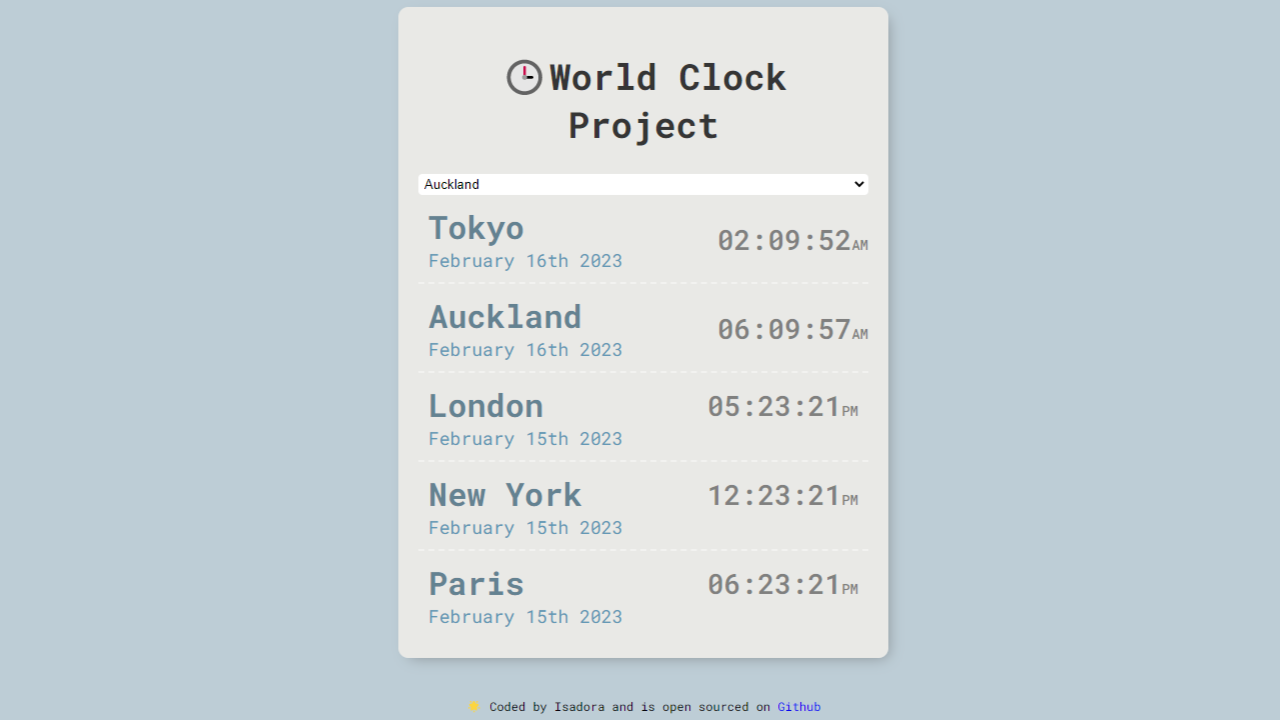 World Clock
Project
Auckland
Tokyo
February 16th 2023
02:09:52AM
Auckland
February 16th 2023
06:09:57AM
London
February 15th 2023
05:23:21PM
New York
February 15th 2023
12:23:21PM
Paris
February 15th 2023
06:23:21PM
Coded by Isadora and is open sourced on Github